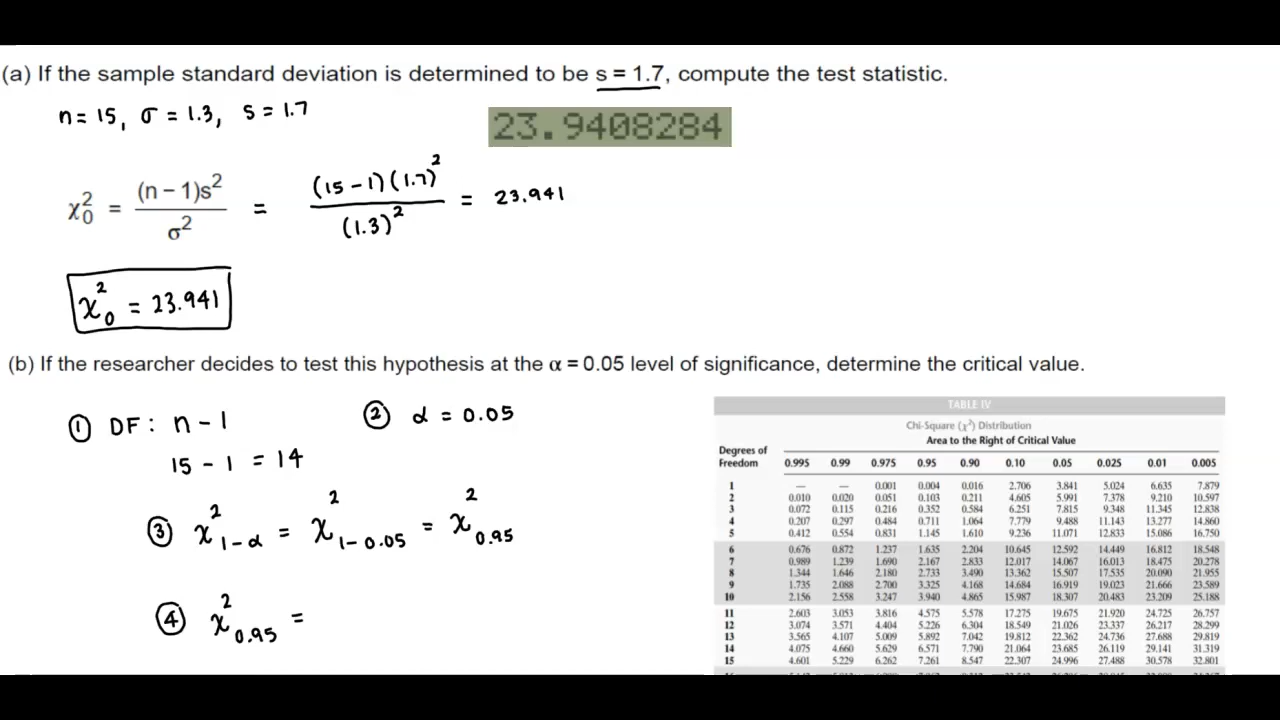 (a) If the sample standard deviation is determined to be s = 1.7, compute the test statistic.
n = 15, σ = 1.3, s = 1.7
23.9408284
χ₀² = (n − 1)s² / σ² = (15 − 1)(1.7)² / (1.3)² = 23.941
χ₀² = 23.941
(b) If the researcher decides to test this hypothesis at the α = 0.05 level of significance, determine the critical value.
① DF: n − 1 ② α = 0.05
15 − 1 = 14
③ χ²₁₋α = χ²₁₋₀.₀₅ = χ²₀.₉₅
④ χ²₀.₉₅ =
TABLE IV
Chi-Square (χ²) Distribution
Area to the Right of Critical Value
Degrees of
Freedom 0.995 0.99 0.975 0.95 0.90 0.10 0.05 0.025 0.01 0.005
1 — — 0.001 0.004 0.016 2.706 3.841 5.024 6.635 7.879
2 0.010 0.020 0.051 0.103 0.211 4.605 5.991 7.378 9.210 10.597
3 0.072 0.115 0.216 0.352 0.584 6.251 7.815 9.348 11.345 12.838
4 0.207 0.297 0.484 0.711 1.064 7.779 9.488 11.143 13.277 14.860
5 0.412 0.554 0.831 1.145 1.610 9.236 11.071 12.833 15.086 16.750
6 0.676 0.872 1.237 1.635 2.204 10.645 12.592 14.449 16.812 18.548
7 0.989 1.239 1.690 2.167 2.833 12.017 14.067 16.013 18.475 20.278
8 1.344 1.646 2.180 2.733 3.490 13.362 15.507 17.535 20.090 21.955
9 1.735 2.088 2.700 3.325 4.168 14.684 16.919 19.023 21.666 23.589
10 2.156 2.558 3.247 3.940 4.865 15.987 18.307 20.483 23.209 25.188
11 2.603 3.053 3.816 4.575 5.578 17.275 19.675 21.920 24.725 26.757
12 3.074 3.571 4.404 5.226 6.304 18.549 21.026 23.337 26.217 28.299
13 3.565 4.107 5.009 5.892 7.042 19.812 22.362 24.736 27.688 29.819
14 4.075 4.660 5.629 6.571 7.790 21.064 23.685 26.119 29.141 31.319
15 4.601 5.229 6.262 7.261 8.547 22.307 24.996 27.488 30.578 32.801